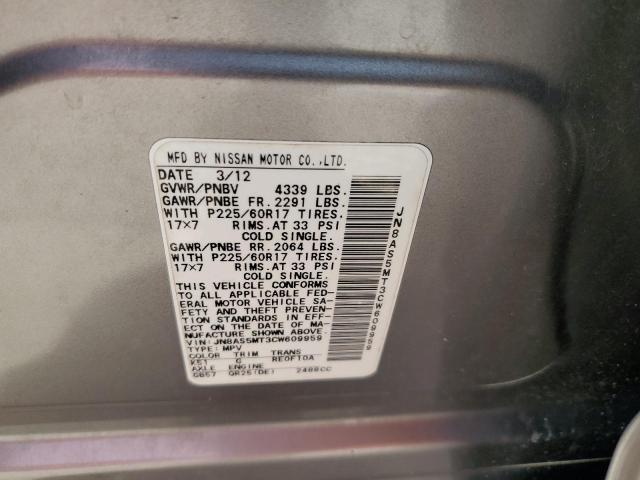 MFD BY NISSAN MOTOR CO.,LTD.
DATE 3/12
GVWR/PNBV 4339 LBS.
GAWR/PNBE FR. 2291 LBS.
WITH P225/60R17 TIRES.
17×7 RIMS. AT 33 PSI
COLD SINGLE.
GAWR/PNBE RR. 2064 LBS.
WITH P225/60R17 TIRES.
17×7 RIMS. AT 33 PSI
COLD SINGLE.
THIS VEHICLE CONFORMS
TO ALL APPLICABLE FED-
ERAL MOTOR VEHICLE SA-
FETY AND THEFT PREVENTION
STANDARDS IN EFF-
ECT ON THE DATE OF MA-
NUFACTURE SHOWN ABOVE.
VIN: JN8AS5MT3CW609959
TYPE: MPV
COLOR TRIM TRANS
K51 G RE0F10A
AXLE ENGINE
GB57 QR25(DE) 2488CC
JN8AS5MT3CW609959